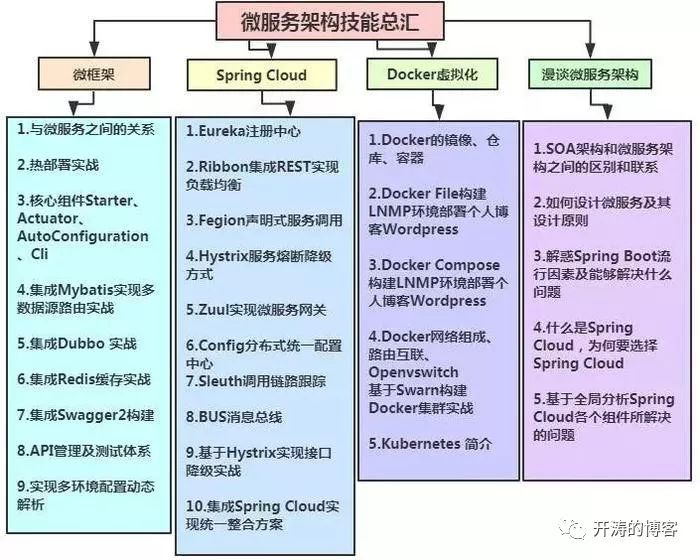 微服务架构技能总汇
微框架
Spring Cloud
Docker虚拟化
漫谈微服务架构
1.与微服务之间的关系
2.热部署实战
3.核心组件Starter、
Actuator、
AutoConfiguration
、Cli
4.集成Mybatis实现多
数据源路由实战
5.集成Dubbo 实战
6.集成Redis缓存实战
7.集成Swagger2构建
8.API管理及测试体系
9.实现多环境配置动态
解析
1.Eureka注册中心
2.Ribbon集成REST实现
负载均衡
3.Fegion声明式服务调用
4.Hystrix服务熔断降级
方式
5.Zuul实现微服务网关
6.Config分布式统一配置
中心
7.Sleuth调用链路跟踪
8.BUS消息总线
9.基于Hystrix实现接口
降级实战
10.集成Spring Cloud实
现统一整合方案
1.Docker的镜像、仓
库、容器
2.Docker File构建
LNMP环境部署个人博
客Wordpress
3.Docker Compose
构建LNMP环境部署个
人博客Wordpress
4.Docker网络组成、
路由互联、
Openvswitch
基于Swarn构建
Docker集群实战
5.Kubernetes 简介
1.SOA架构和微服务架
构之间的区别和联系
2.如何设计微服务及其
设计原则
3.解惑Spring Boot流
行因素及能够解决什么
问题
4.什么是Spring
Cloud，为何要选择
Spring Cloud
5.基于全局分析Spring
Cloud各个组件所解决
的问题
开涛的博客